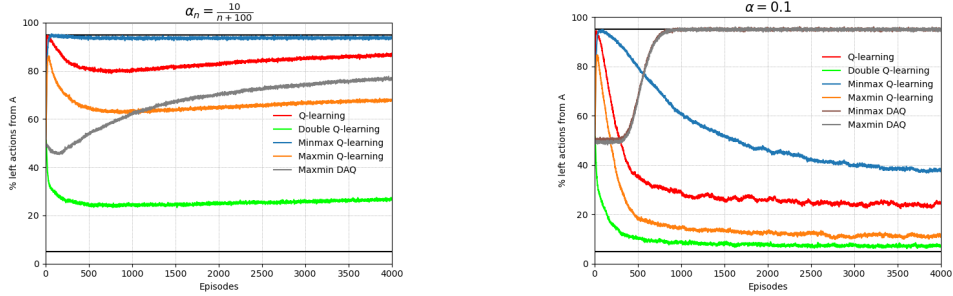 α_n = 10/(n+100)
% left actions from A
100
80
60
40
20
0
Q-learning
Double Q-learning
Minmax Q-learning
Maxmin Q-learning
Maxmin DAQ
0 500 1000 1500 2000 2500 3000 3500 4000
Episodes
α = 0.1
% left actions from A
100
80
60
40
20
0
Q-learning
Double Q-learning
Minmax Q-learning
Maxmin Q-learning
Minmax DAQ
Maxmin DAQ
0 500 1000 1500 2000 2500 3000 3500 4000
Episodes